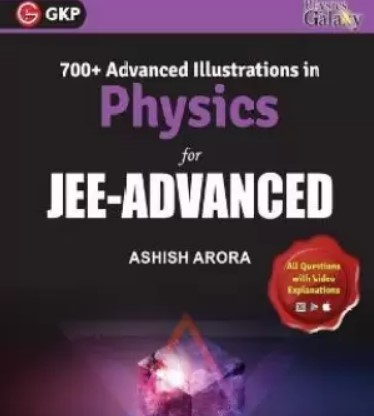 GKP
PHYSICS
Galaxy
700+ Advanced Illustrations in
Physics
for
JEE-ADVANCED
ASHISH ARORA
All Questions
with Video
Explanations